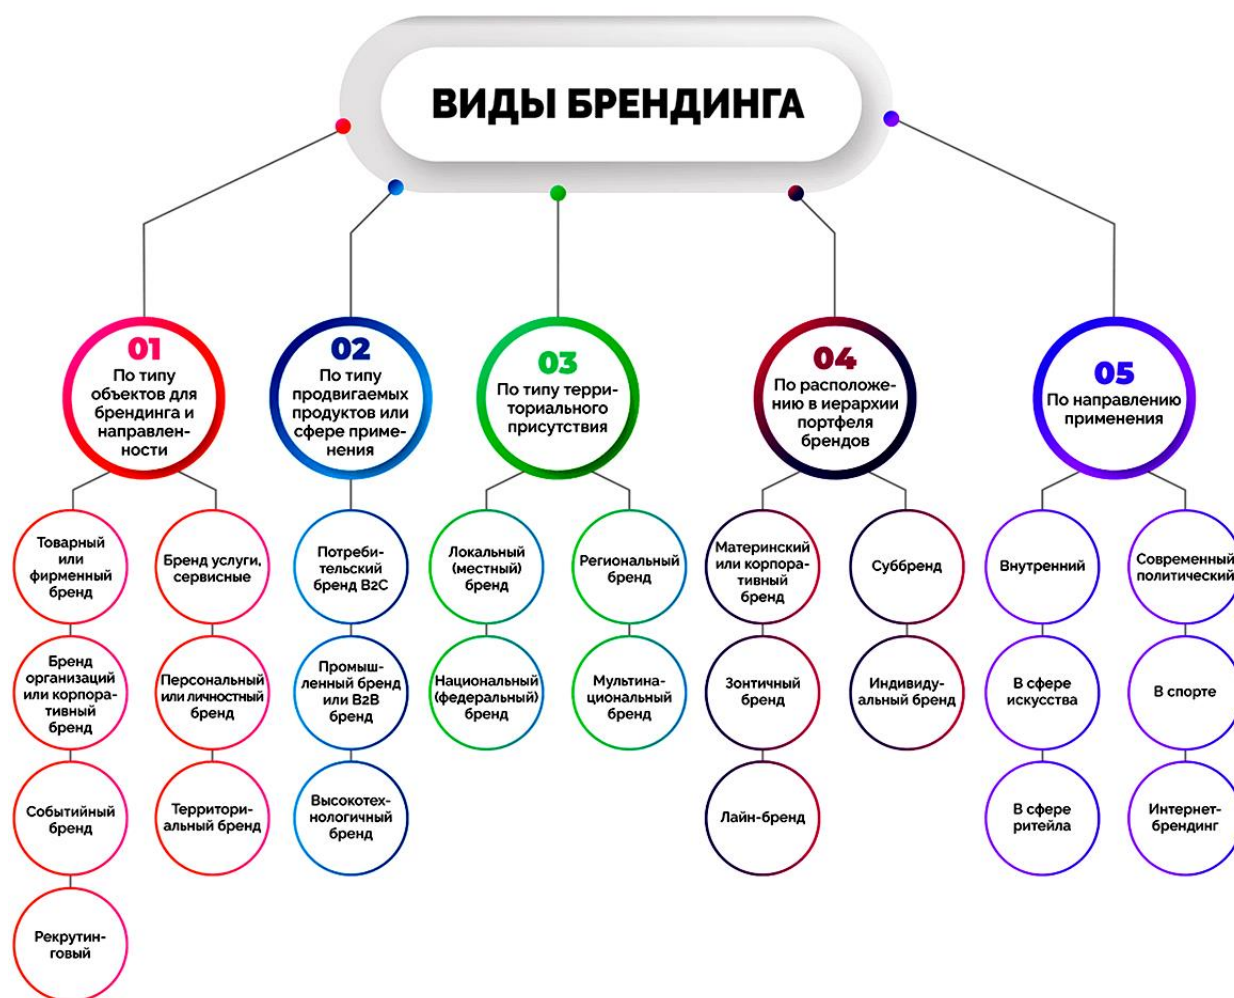 ВИДЫ БРЕНДИНГА
01
По типу
объектов для
брендинга и
направлен-
ности
02
По типу
продвигаемых
продуктов или
сфере приме-
нения
03
По типу терри-
ториального
присутствия
04
По расположе-
нию в иерархии
портфеля
брендов
05
По направлению
применения
Товарный
или
фирменный
бренд
Бренд услуги,
сервисные
Бренд
организаций
или корпора-
тивный
бренд
Персональный
или личностный
бренд
Событийный
бренд
Территори-
альный бренд
Рекрутин-
говый
Потреби-
тельский
бренд B2C
Промыш-
ленный бренд
или B2B
бренд
Высокотех-
нологичный
бренд
Локальный
(местный)
бренд
Региональный
бренд
Национальный
(федеральный)
бренд
Мультина-
циональный
бренд
Материнский
или корпора-
тивный
бренд
Суббренд
Зонтичный
бренд
Индивиду-
альный бренд
Лайн-бренд
Внутренний
Современный
политический
В сфере
искусства
В спорте
В сфере
ритейла
Интернет-
брендинг